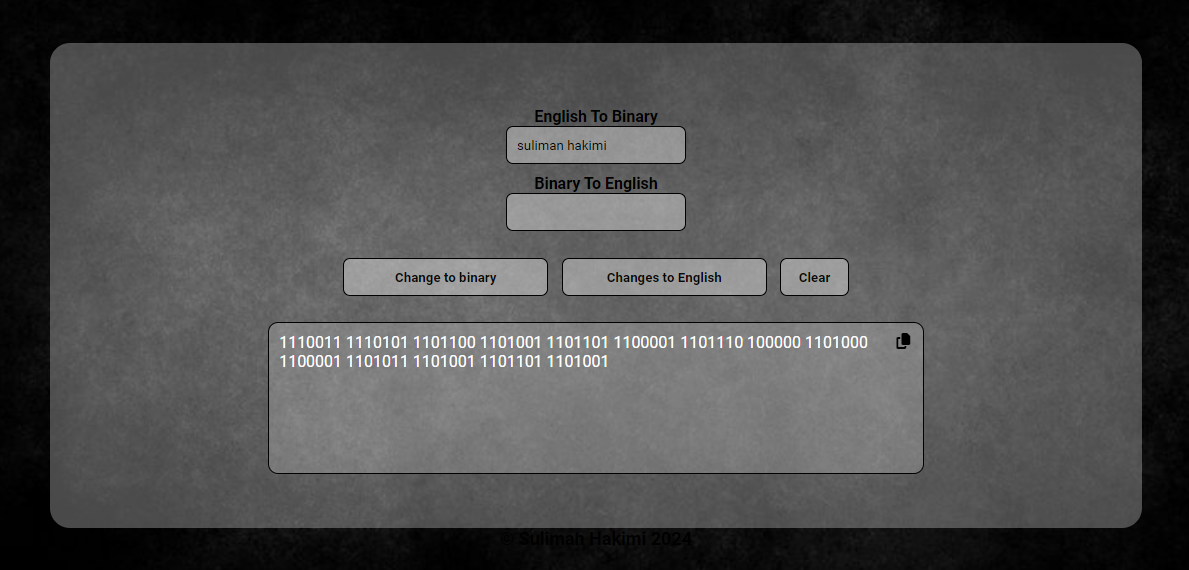 English To Binary
suliman hakimi
Binary To English
Change to binary
Changes to English
Clear
1110011 1110101 1101100 1101001 1101101 1100001 1101110 100000 1101000
1100001 1101011 1101001 1101101 1101001
© Suliman Hakimi 2024